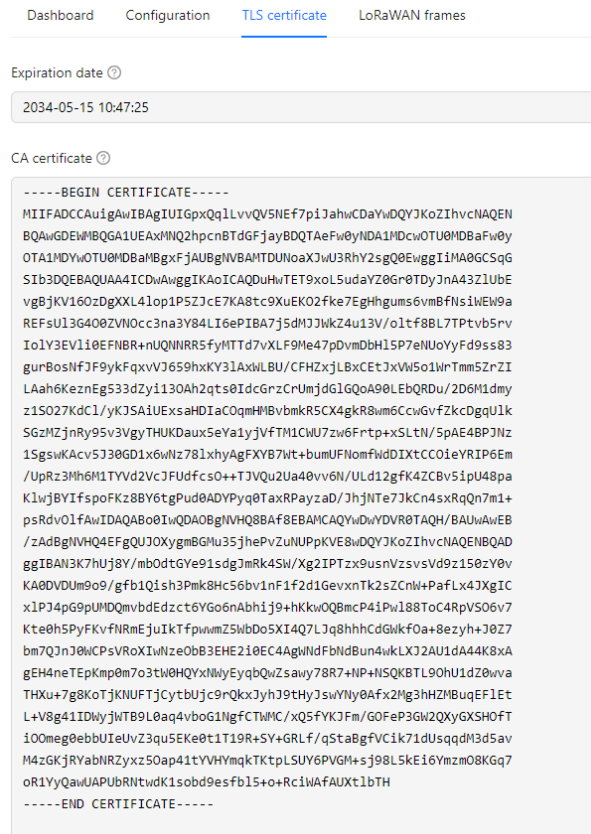 Dashboard Configuration TLS certificate LoRaWAN frames
Expiration date
2034-05-15 10:47:25
CA certificate
-----BEGIN CERTIFICATE-----
MIIFADCCAuigAwIBAgIUIGpxQqlLvvQV5NEf7piJahwCDaYwDQYJKoZIhvcNAQEN
BQAwGDEWMBQGA1UEAxMNQ2hpcnBTdGFjayBDQTAeFw0yNDA1MDcwOTU0MDBaFw0y
OTA1MDYwOTU0MDBaMBgxFjAUBgNVBAMTDUNoaXJwU3RhY2sgQ0EwggIiMA0GCSqG
SIb3DQEBAQUAA4ICDwAwggIKAoICAQDuHwTET9xoL5udaYZ0Gr0TDyJnA43ZlUbE
vgBjKV16OzDgXXL4lop1P5ZJcE7KA8tc9XuEKO2fke7EgHhgums6vmBfNsiWEW9a
REFsUl3G4O0ZVNOcc3na3Y84LI6ePIBA7j5dMJJWkZ4u13V/oltf8BL7TPtvb5rv
IolY3EVli0EFNBR+nUQNNRR5fyMTTd7vXLF9Me47pDvmDbHl5P7eNUoYyFd9ss83
gurBosNfJF9ykFqxvVJ659hxKY3lAxWLBU/CFHZxjLBxCEtJxVW5o1WrTmm5ZrZI
LAah6KeznEg533dZyi13OAh2qts0IdcGrzCrUmjdGlGQoA90LEbQRDu/2D6M1dmy
z1SO27KdCl/yKJSAiUExsaHDIaCOqmHMBvbmkR5CX4gkR8wm6CcwGvfZkcDgqUlk
SGzMZjnRy95v3VgyTHUKDaux5eYa1yjVfTM1CWU7zw6Frtp+xSLtN/5pAE4BPJNz
1SgswKAcv5J30GD1x6wNz78lxhyAgFXYB7Wt+bumUFNomfWdDIXtCCOieYRIP6Em
/UpRz3Mh6M1TYVd2VcJFUdfcsO++TJVQu2Ua40vv6N/ULd12gfK4ZCBv5ipU48pa
KlwjBYIfspoFKz8BY6tgPud0ADYPyq0TaxRPayzaD/JhjNTe7JkCn4sxRqQn7m1+
psRdvOlfAwIDAQABo0IwQDAOBgNVHQ8BAf8EBAMCAQYwDwYDVR0TAQH/BAUwAwEB
/zAdBgNVHQ4EFgQUJOXygmBGMu35jhePvZuNUPpKVE8wDQYJKoZIhvcNAQENBQAD
ggIBAN3K7hUj8Y/mbOdtGYe91sdgJmRk4SW/Xg2IPTzx9usnVzsvsVd9z150zY0v
KA0DVDUm9o9/gfb1Qish3Pmk8Hc56bv1nF1f2d1GevxnTk2sZCnW+PafLx4JXgIC
xlPJ4pG9pUMDQmvbdEdzct6YGo6nAbhij9+hKkwOQBmcP4iPwl88ToC4RpVSO6v7
Kte0h5PyFKvfNRmEjuIkTfpwwmZ5WbDo5XI4Q7LJq8hhhCdGWkfOa+8ezyh+J0Z7
bm7QJnJ0WCPsVRoXIwNzeObB3EHE2i0EC4AgWNdFbNdBun4wkLXJ2AU1dA44K8xA
gEH4neTEpKmp0m7o3tW0HQYxNWyEyqbQwZsawy78R7+NP+NSQKBTL9OhU1dZ0wva
THXu+7g8KoTjKNUFTjCytbUjc9rQkxJyhJ9tHyJswYNy0Afx2Mg3hHZMBuqEFlEt
L+V8g41IDWyjWTB9L0aq4vboG1NgfCTWMC/xQ5fYKJFm/GOFeP3GW2QXyGXSHOfT
iOOmeg0ebbUIeUvZ3qu5EKe0t1T19R+SY+GRLf/qStaBgfVCik71dUsqqdM3d5av
M4zGKjRYabNRZyxz5Oap41tYVHYmqkTKtpLSUY6PVGM+sj98L5kEi6YmzmO8KGq7
oR1YyQawUAPUbRNtwdK1sobd9esfbl5+o+RciWAfAUXtlbTH
-----END CERTIFICATE-----